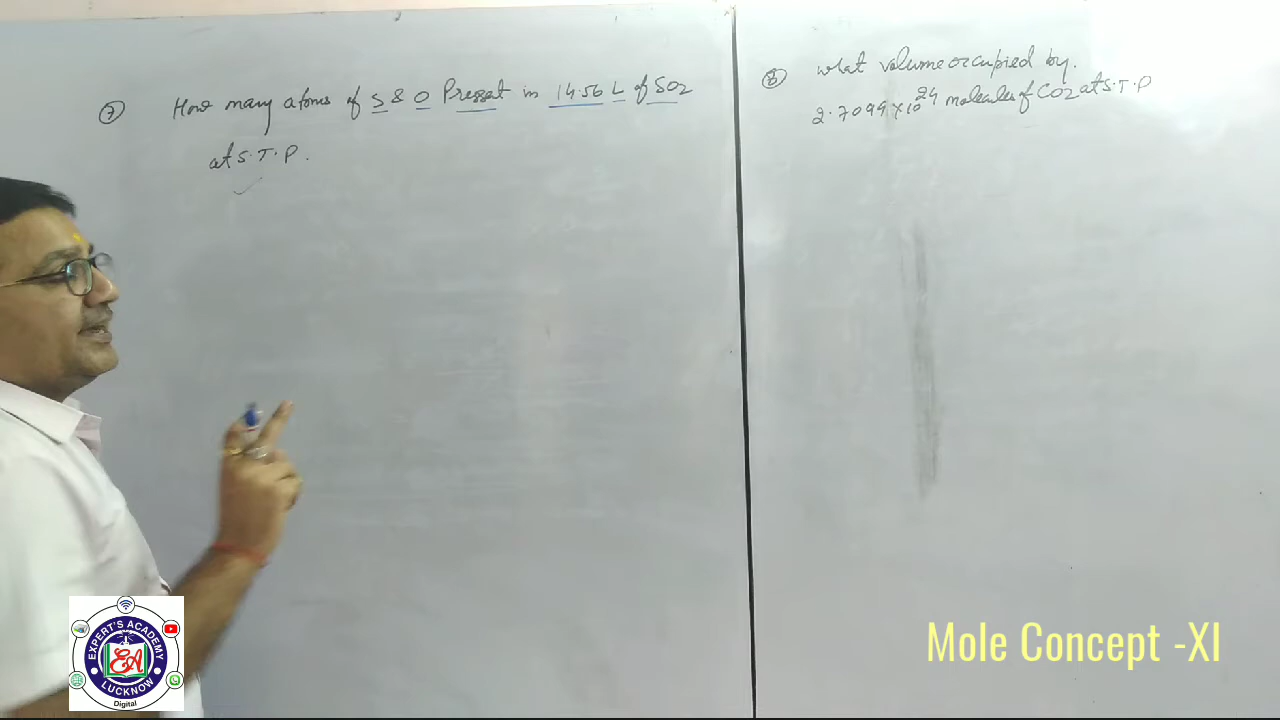 ⑦ How many atoms of S & O Present in 14.56 L of SO2
at S.T.P.
⑧ what volume occupied by.
2.7099 × 10^24 molecules of CO2 at S.T.P
EXPERT'S ACADEMY
EA
LUCKNOW
Digital
Mole Concept -XI